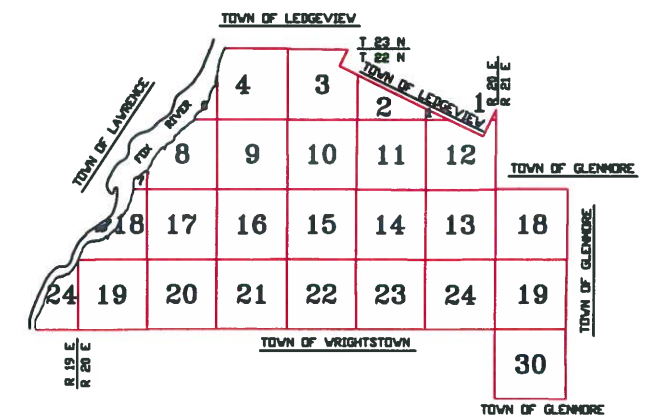 TOWN OF LEDGEVIEW
T 23 N
T 22 N
TOWN OF LEDGEVIEW
R 20 E
R 21 E
TOWN OF LAWRENCE
FOX RIVER
4 3 2 1
8 9 10 11 12
TOWN OF GLENMORE
18 17 16 15 14 13 18
TOWN OF GLENMORE
24 19 20 21 22 23 24 19
R 19 E
R 20 E
TOWN OF WRIGHTSTOWN
30
TOWN OF GLENMORE